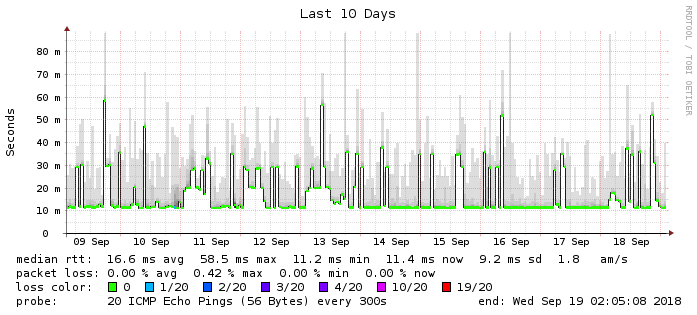 Last 10 Days
RRDTOOL / TOBI OETIKER
Seconds
80 m
70 m
60 m
50 m
40 m
30 m
20 m
10 m
0
09 Sep 10 Sep 11 Sep 12 Sep 13 Sep 14 Sep 15 Sep 16 Sep 17 Sep 18 Sep
median rtt: 16.6 ms avg 58.5 ms max 11.2 ms min 11.4 ms now 9.2 ms sd 1.8 am/s
packet loss: 0.00 % avg 0.42 % max 0.00 % min 0.00 % now
loss color: 0 1/20 2/20 3/20 4/20 10/20 19/20
probe: 20 ICMP Echo Pings (56 Bytes) every 300s end: Wed Sep 19 02:05:08 2018